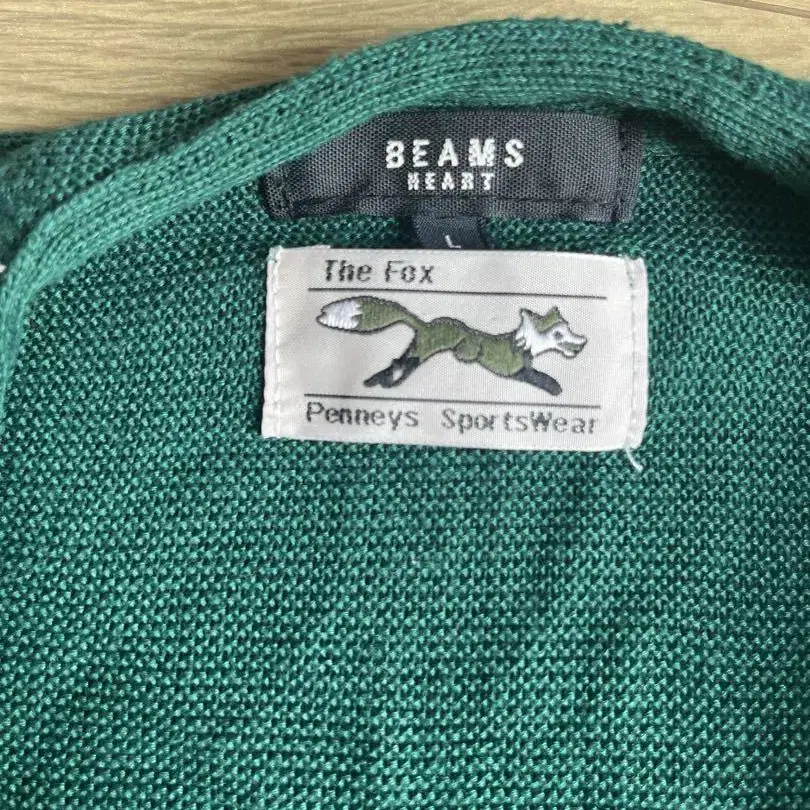 BEAMS
HEART
L
The Fox
Penneys SportsWear